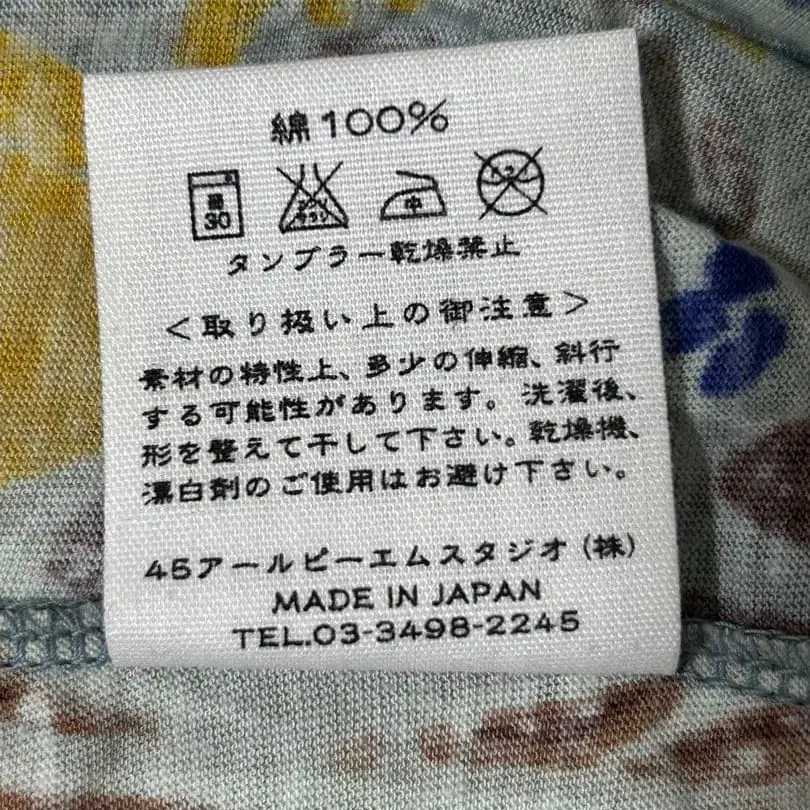 綿100%
30 中
タンブラー乾燥禁止
<取り扱い上の御注意>
素材の特性上、多少の伸縮、斜行
する可能性があります。洗濯後、
形を整えて干して下さい。乾燥機、
漂白剤のご使用はお避け下さい。
45アールピーエムスタジオ(株)
MADE IN JAPAN
TEL.03-3498-2245